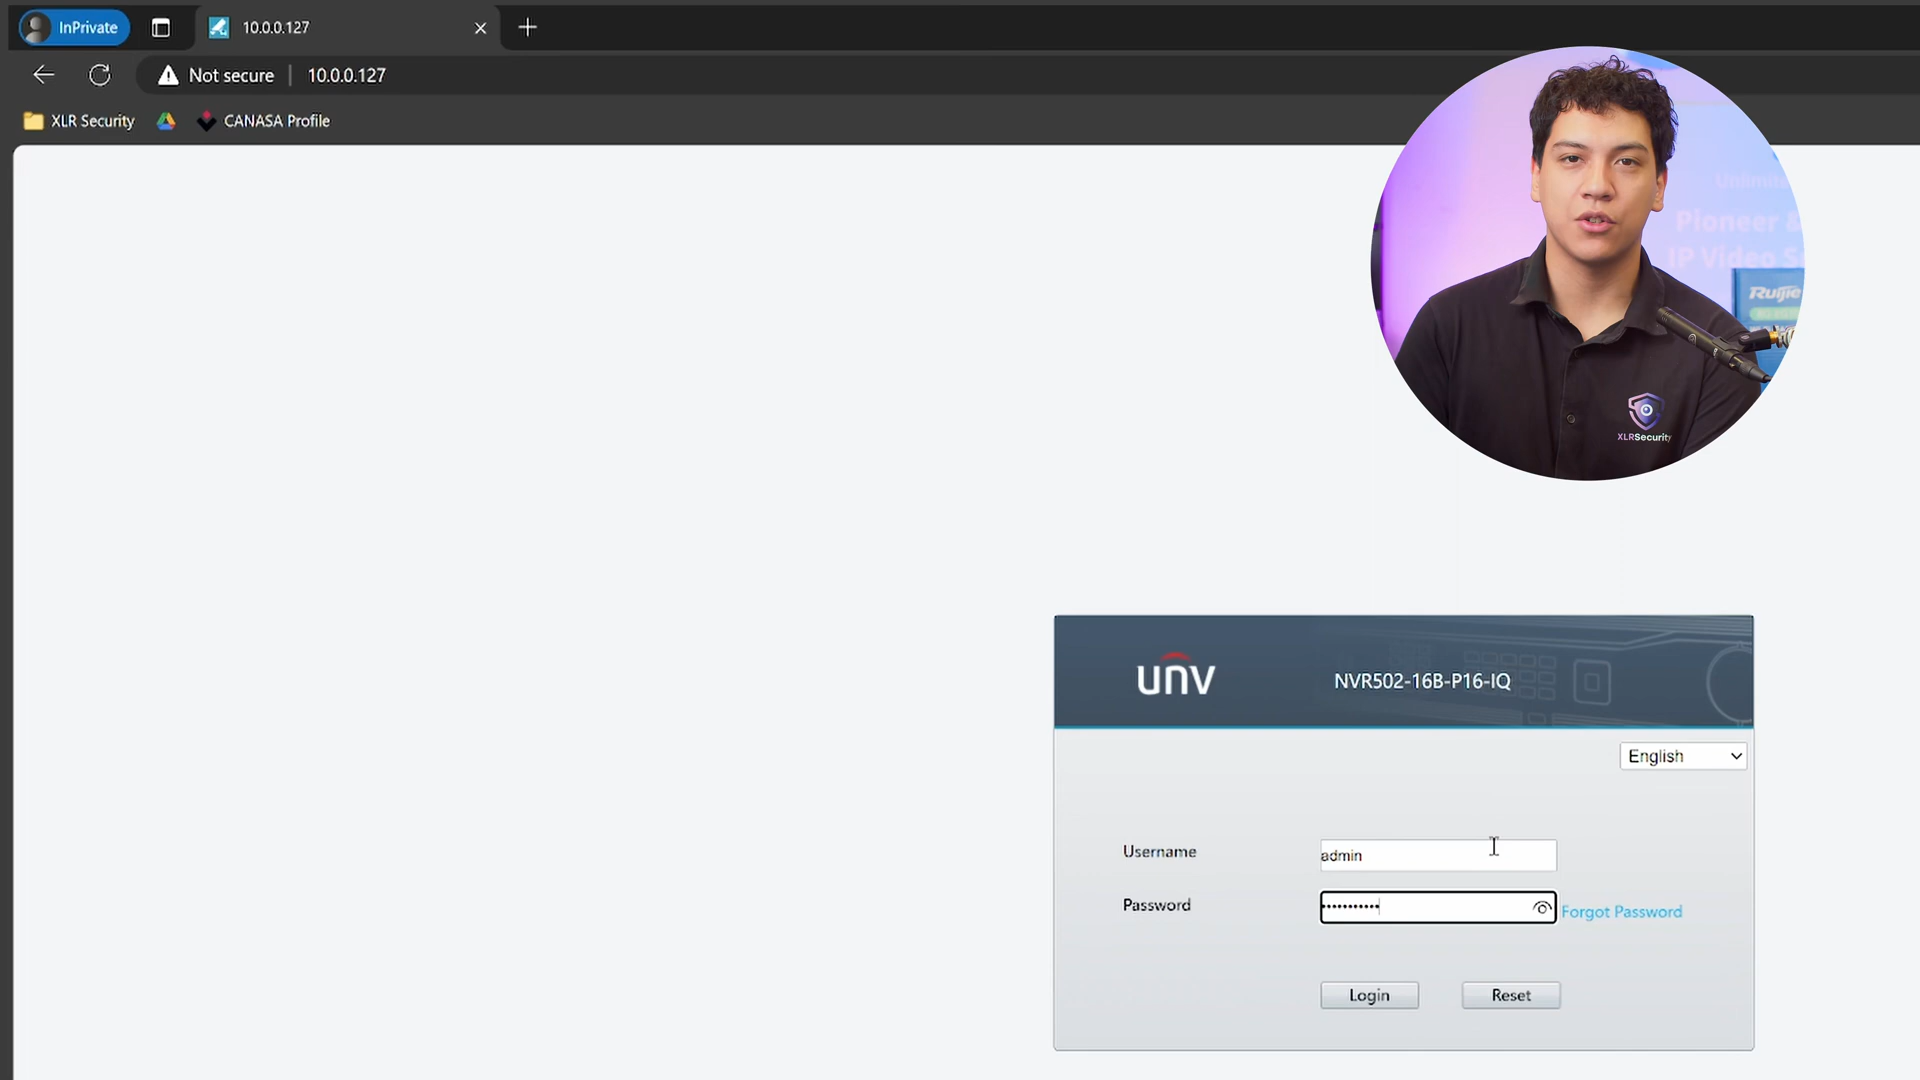 InPrivate
10.0.0.127
Not secure
10.0.0.127
XLR Security
CANASA Profile
Unlimit
Pioneer &
IP Video S
Ruijie
XLRSecurity
unv
NVR502-16B-P16-IQ
English
Username
admin
Password
••••••••••
Forgot Password
Login
Reset